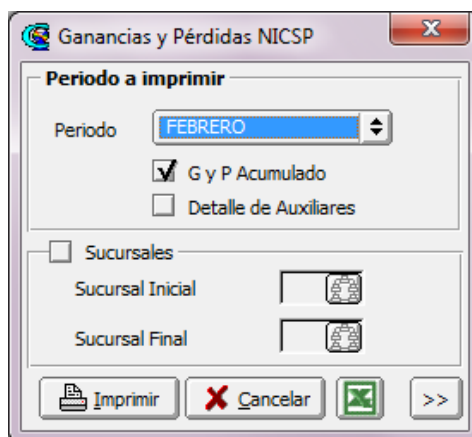 Ganancias y Pérdidas NICSP
Periodo a imprimir
Periodo FEBRERO
G y P Acumulado
Detalle de Auxiliares
Sucursales
Sucursal Inicial
Sucursal Final
Imprimir Cancelar >>